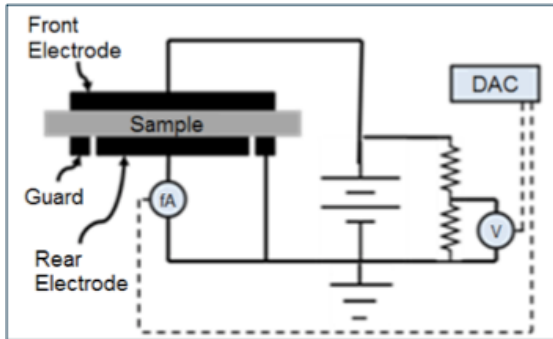 Front
Electrode
DAC
Sample
Guard
fA
V
Rear
Electrode